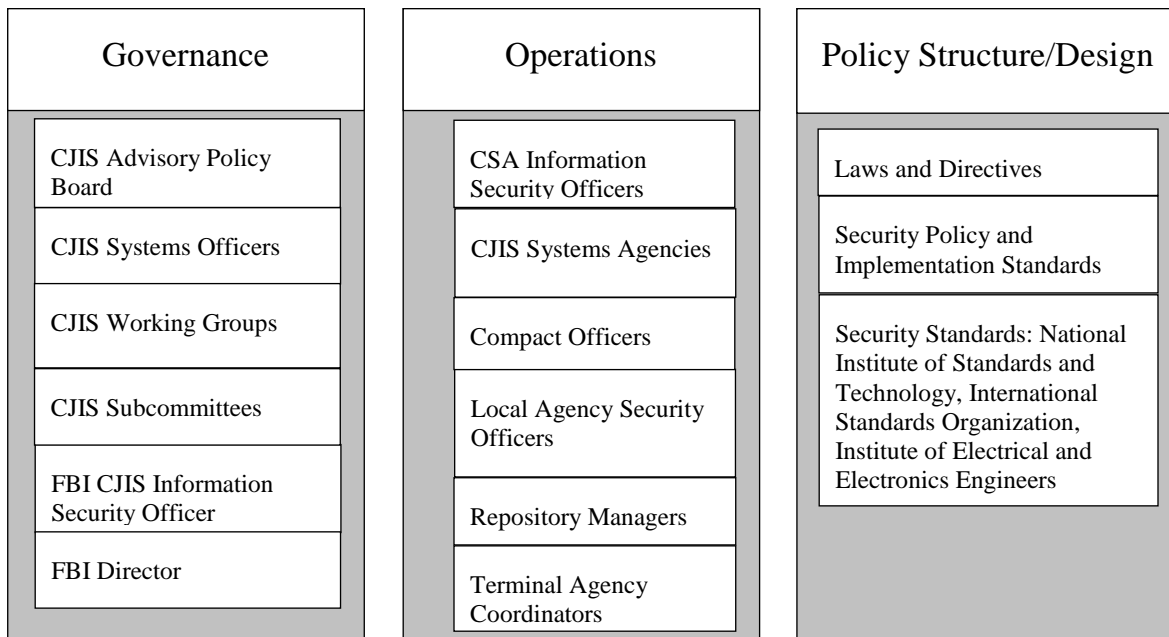 Governance
CJIS Advisory Policy
Board
CJIS Systems Officers
CJIS Working Groups
CJIS Subcommittees
FBI CJIS Information
Security Officer
FBI Director
Operations
CSA Information
Security Officers
CJIS Systems Agencies
Compact Officers
Local Agency Security
Officers
Repository Managers
Terminal Agency
Coordinators
Policy Structure/Design
Laws and Directives
Security Policy and
Implementation Standards
Security Standards: National
Institute of Standards and
Technology, International
Standards Organization,
Institute of Electrical and
Electronics Engineers